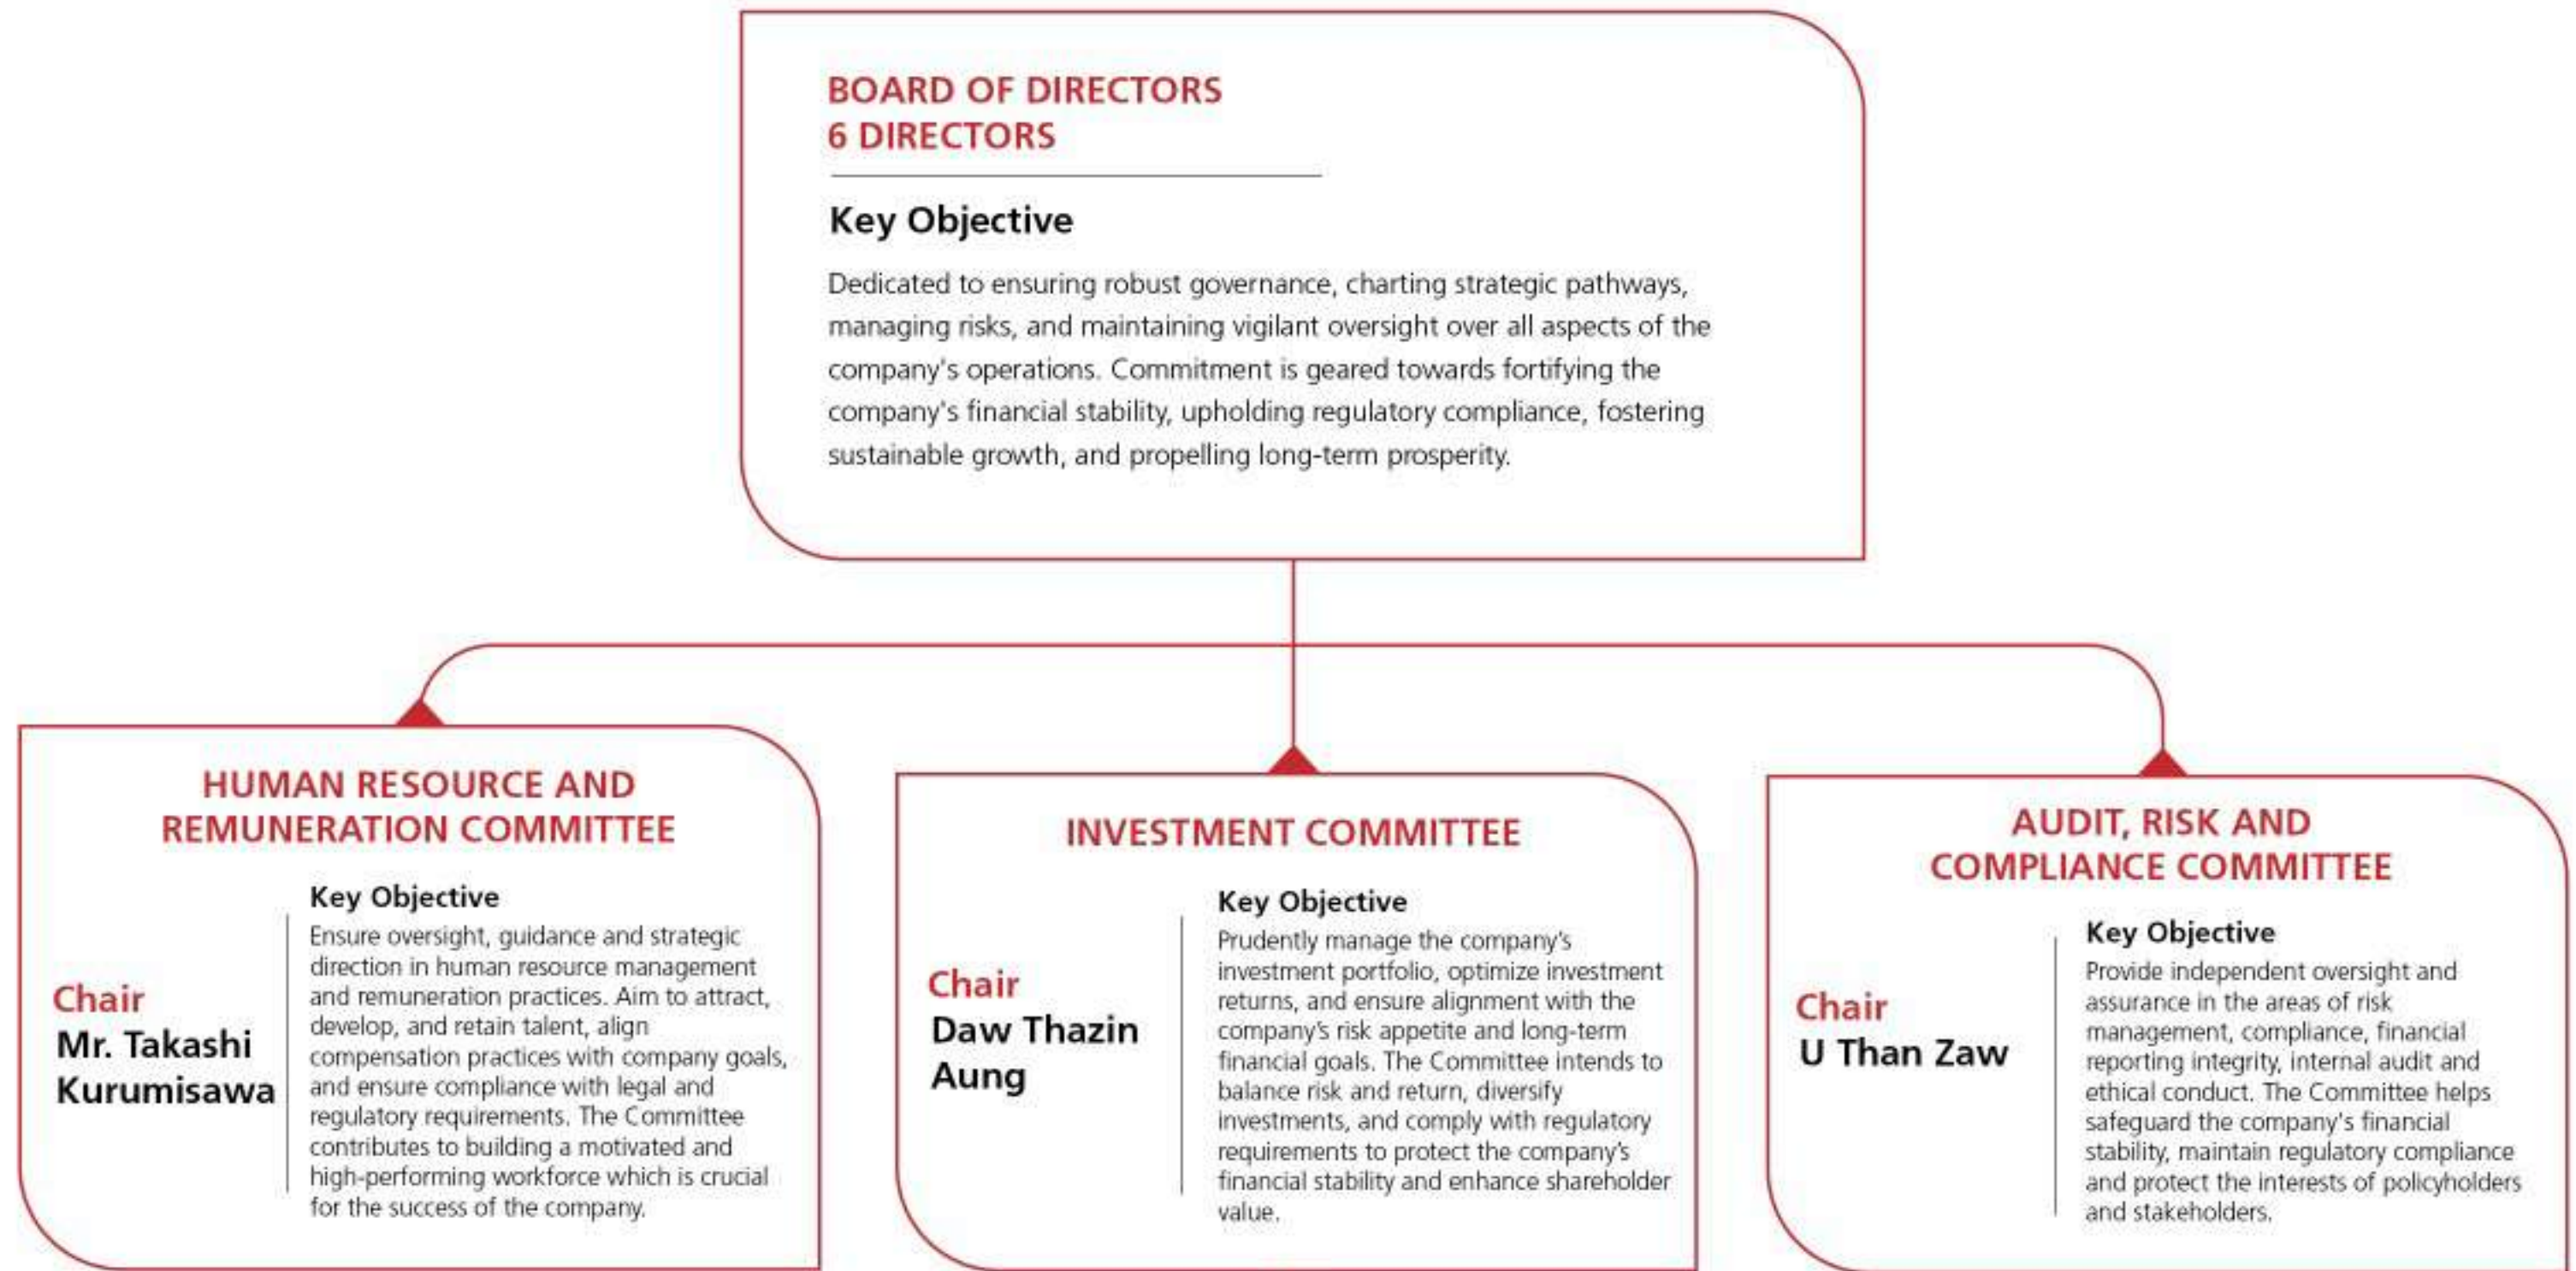 BOARD OF DIRECTORS
6 DIRECTORS
Key Objective
Dedicated to ensuring robust governance, charting strategic pathways,
managing risks, and maintaining vigilant oversight over all aspects of the
company's operations. Commitment is geared towards fortifying the
company's financial stability, upholding regulatory compliance, fostering
sustainable growth, and propelling long-term prosperity.
HUMAN RESOURCE AND
REMUNERATION COMMITTEE
Chair
Mr. Takashi
Kurumisawa
Key Objective
Ensure oversight, guidance and strategic
direction in human resource management
and remuneration practices. Aim to attract,
develop, and retain talent, align
compensation practices with company goals,
and ensure compliance with legal and
regulatory requirements. The Committee
contributes to building a motivated and
high-performing workforce which is crucial
for the success of the company.
INVESTMENT COMMITTEE
Chair
Daw Thazin
Aung
Key Objective
Prudently manage the company's
investment portfolio, optimize investment
returns, and ensure alignment with the
company's risk appetite and long-term
financial goals. The Committee intends to
balance risk and return, diversify
investments, and comply with regulatory
requirements to protect the company's
financial stability and enhance shareholder
value.
AUDIT, RISK AND
COMPLIANCE COMMITTEE
Chair
U Than Zaw
Key Objective
Provide independent oversight and
assurance in the areas of risk
management, compliance, financial
reporting integrity, internal audit and
ethical conduct. The Committee helps
safeguard the company's financial
stability, maintain regulatory compliance
and protect the interests of policyholders
and stakeholders.